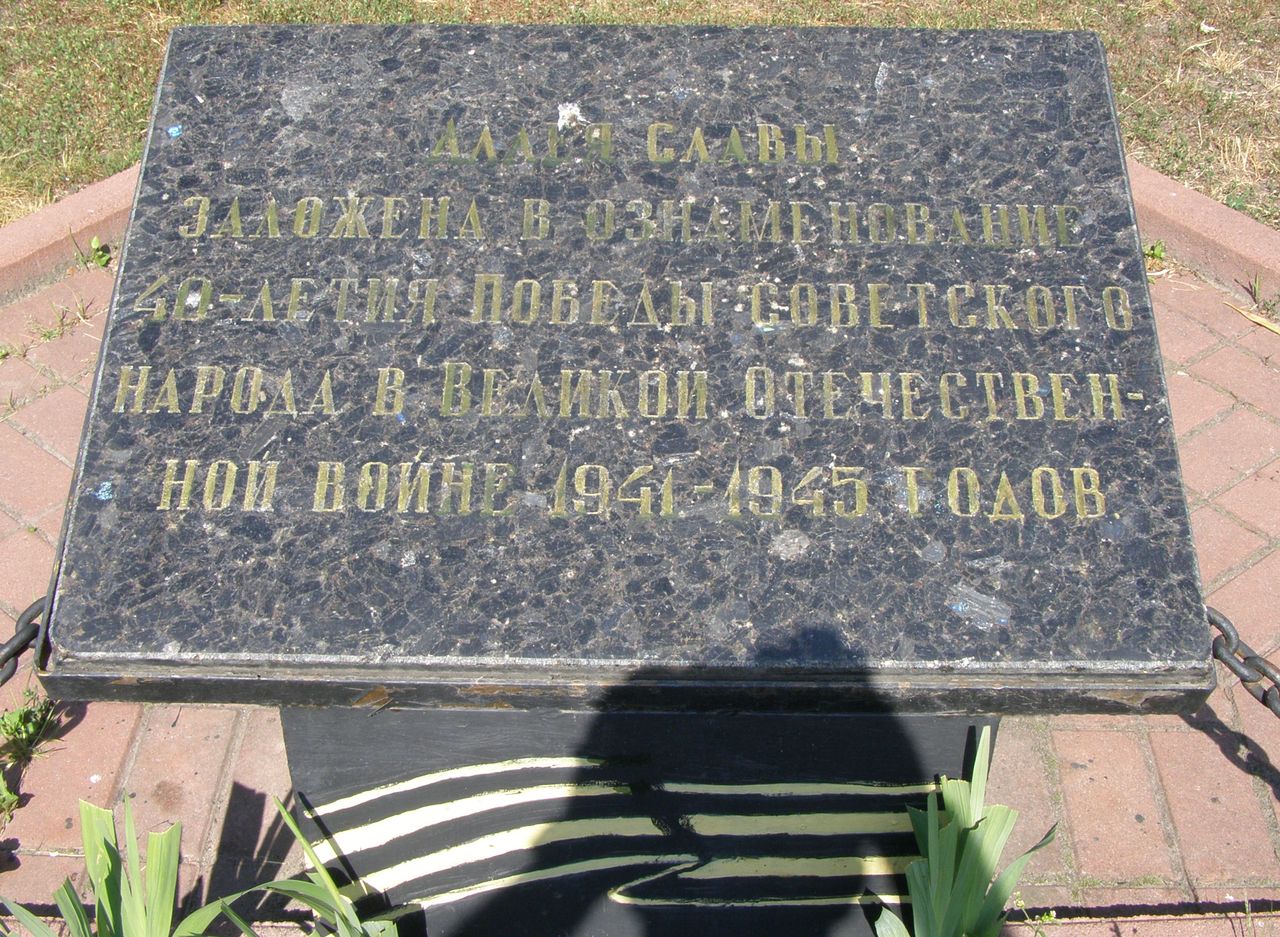 Аллея Славы
заложена в ознаменование
40-летия Победы советского
народа в Великой Отечествен-
ной войне 1941-1945 годов.